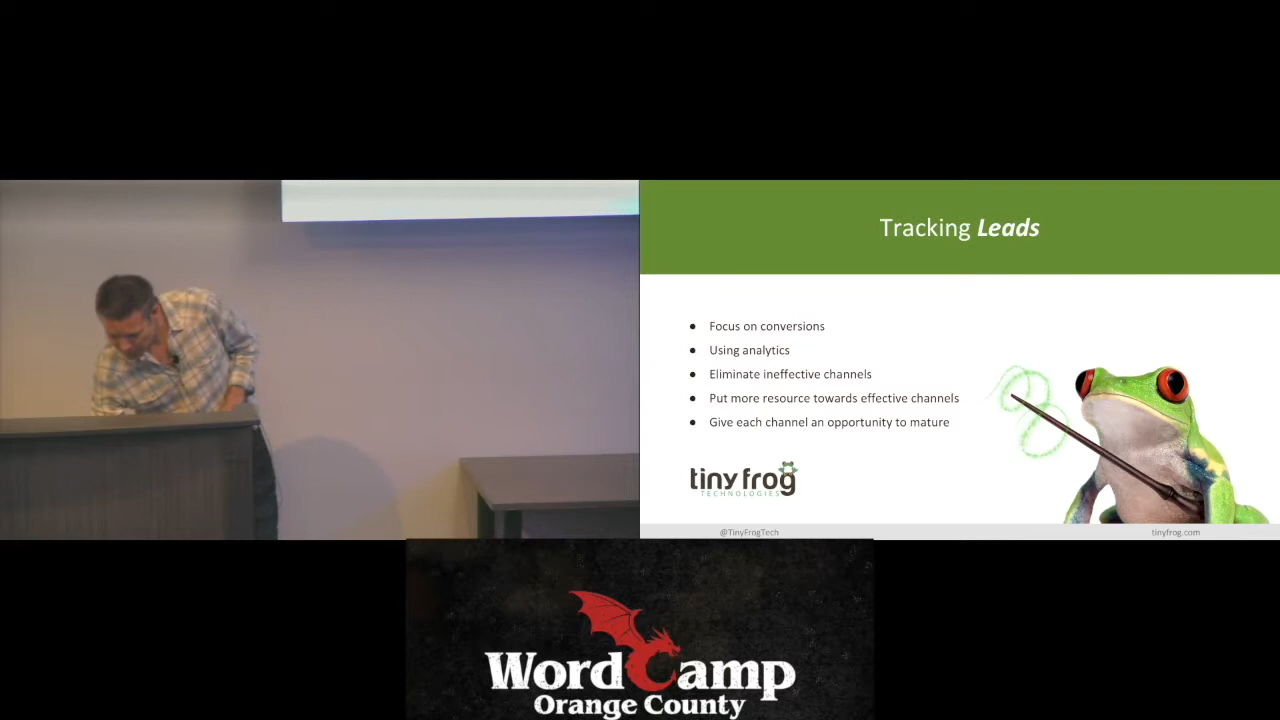 Tracking Leads
● Focus on conversions
● Using analytics
● Eliminate ineffective channels
● Put more resource towards effective channels
● Give each channel an opportunity to mature
tiny frog
TECHNOLOGIES
@TinyFrogTech
tinyfrog.com
WordCamp
Orange County